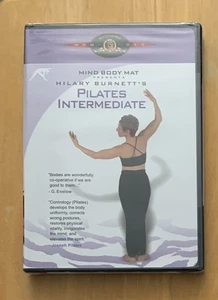 MIND BODY MAT
PRESENTS
HILARY BURNETT'S
PILATES
INTERMEDIATE
"Bodies are wonderfully
co-operative if we are
good to them."
"Contrology (Pilates)
develops the body
uniformly, corrects
wrong postures,
restores physical
vitality, invigorates
the mind, and
elevates the spirit."
- Joseph Pilates